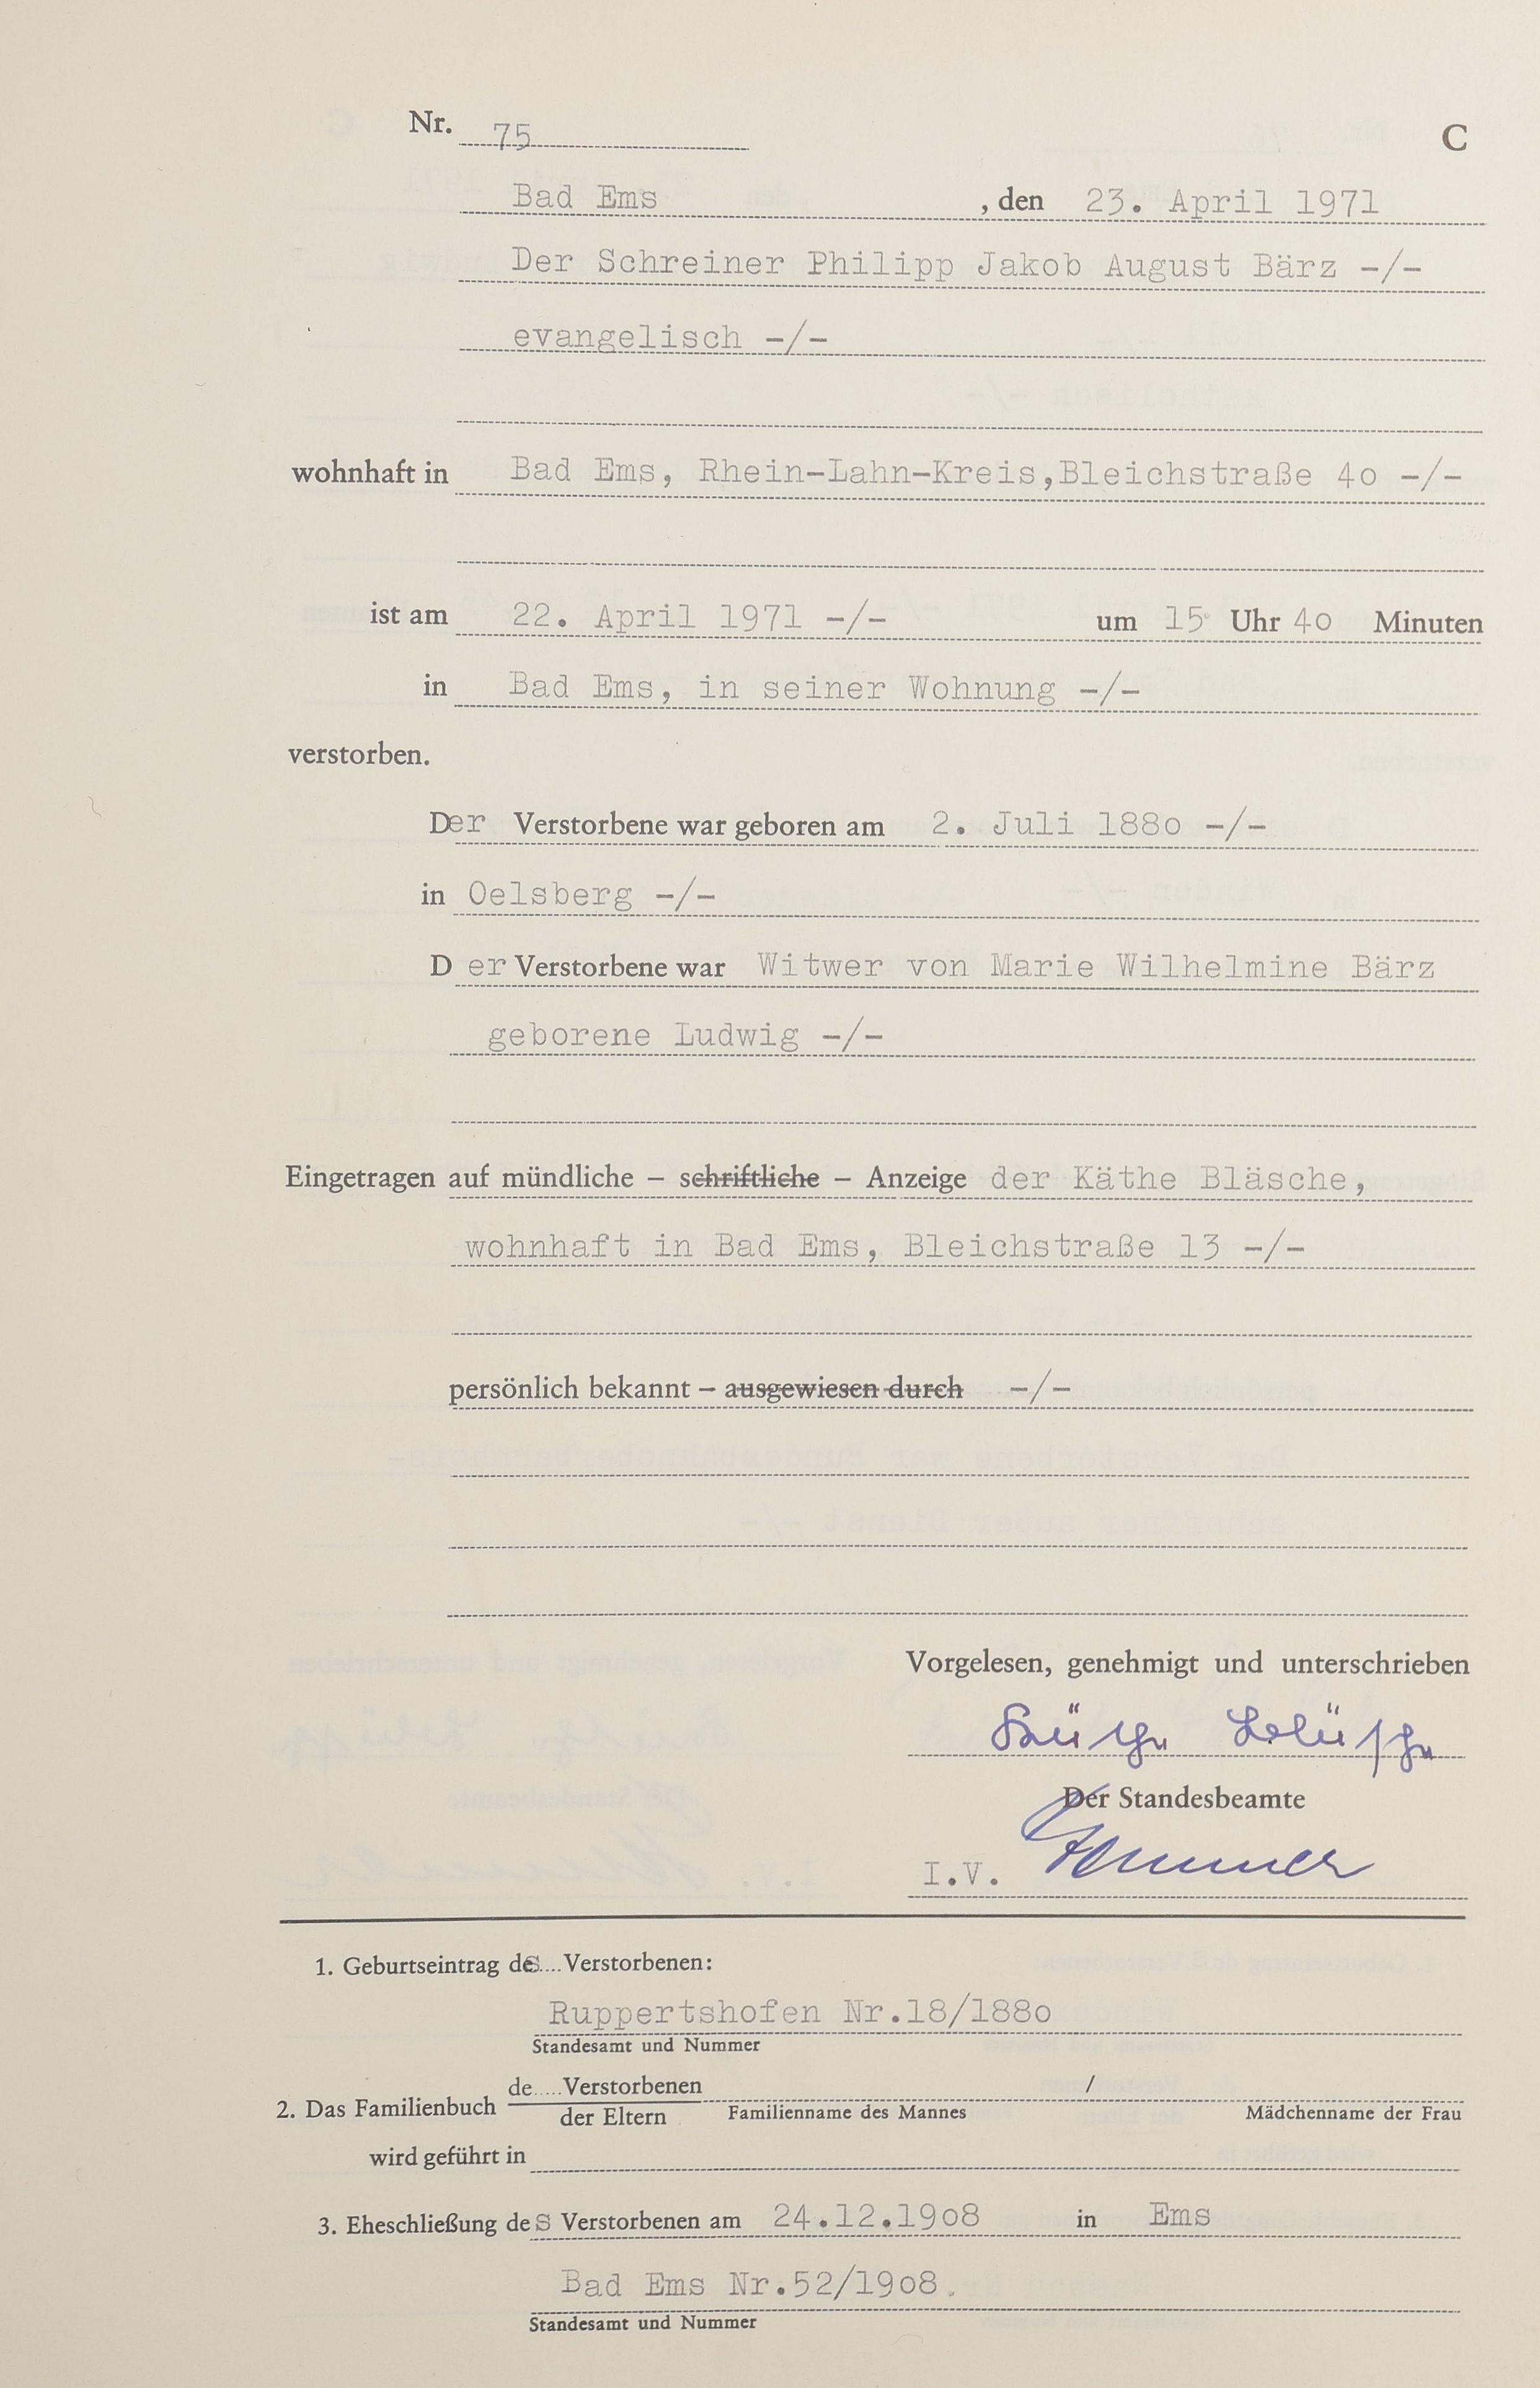 Nr. 75 C
Bad Ems , den 23. April 1971
Der Schreiner Philipp Jakob August Bärz -/-
evangelisch -/-
wohnhaft in Bad Ems, Rhein-Lahn-Kreis,Bleichstraße 4o -/-
ist am 22. April 1971 -/- um 15 Uhr 4o Minuten
in Bad Ems, in seiner Wohnung -/-
verstorben.
Der Verstorbene war geboren am 2. Juli 188o -/-
in Oelsberg -/-
Der Verstorbene war Witwer von Marie Wilhelmine Bärz
geborene Ludwig -/-
Eingetragen auf mündliche – schriftliche – Anzeige der Käthe Bläsche,
wohnhaft in Bad Ems, Bleichstraße 13 -/-
persönlich bekannt – ausgewiesen durch -/-
Vorgelesen, genehmigt und unterschrieben
Käthe Bläsche
Der Standesbeamte
I.V.
1. Geburtseintrag des....Verstorbenen:
Ruppertshofen Nr.18/188o
Standesamt und Nummer
de.....Verstorbenen /
2. Das Familienbuch der Eltern Familienname des Mannes Mädchenname der Frau
wird geführt in
3. Eheschließung des Verstorbenen am 24.12.19o8 in Ems
Bad Ems Nr.52/19o8.
Standesamt und Nummer